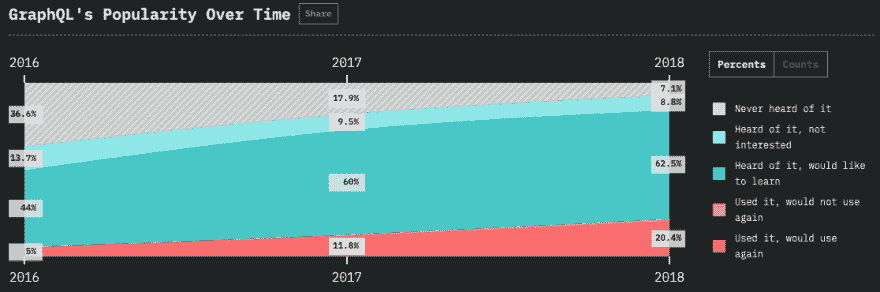 GraphQL's Popularity Over Time Share
2016 2017 2018
Percents Counts
36.6% 17.9% 7.1%
13.7% 9.5% 8.8%
44% 60% 62.5%
5% 11.8% 20.4%
2016 2017 2018
Never heard of it
Heard of it, not
interested
Heard of it, would like
to learn
Used it, would not use
again
Used it, would use
again